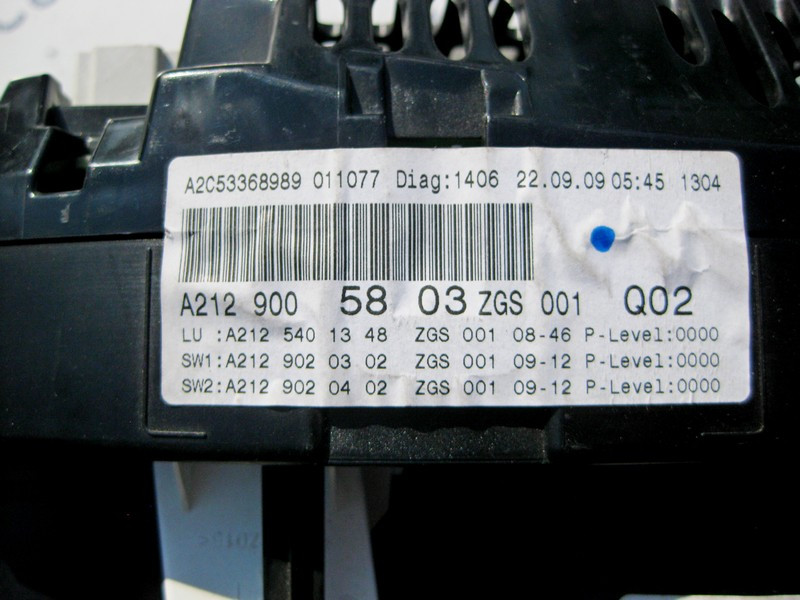 A2C53368989 011077 Diag:1406 22.09.09 05:45 1304
A212 900 58 03 ZGS 001 Q02
LU :A212 540 13 48 ZGS 001 08-46 P-Level:0000
SW1:A212 902 03 02 ZGS 001 09-12 P-Level:0000
SW2:A212 902 04 02 ZGS 001 09-12 P-Level:0000